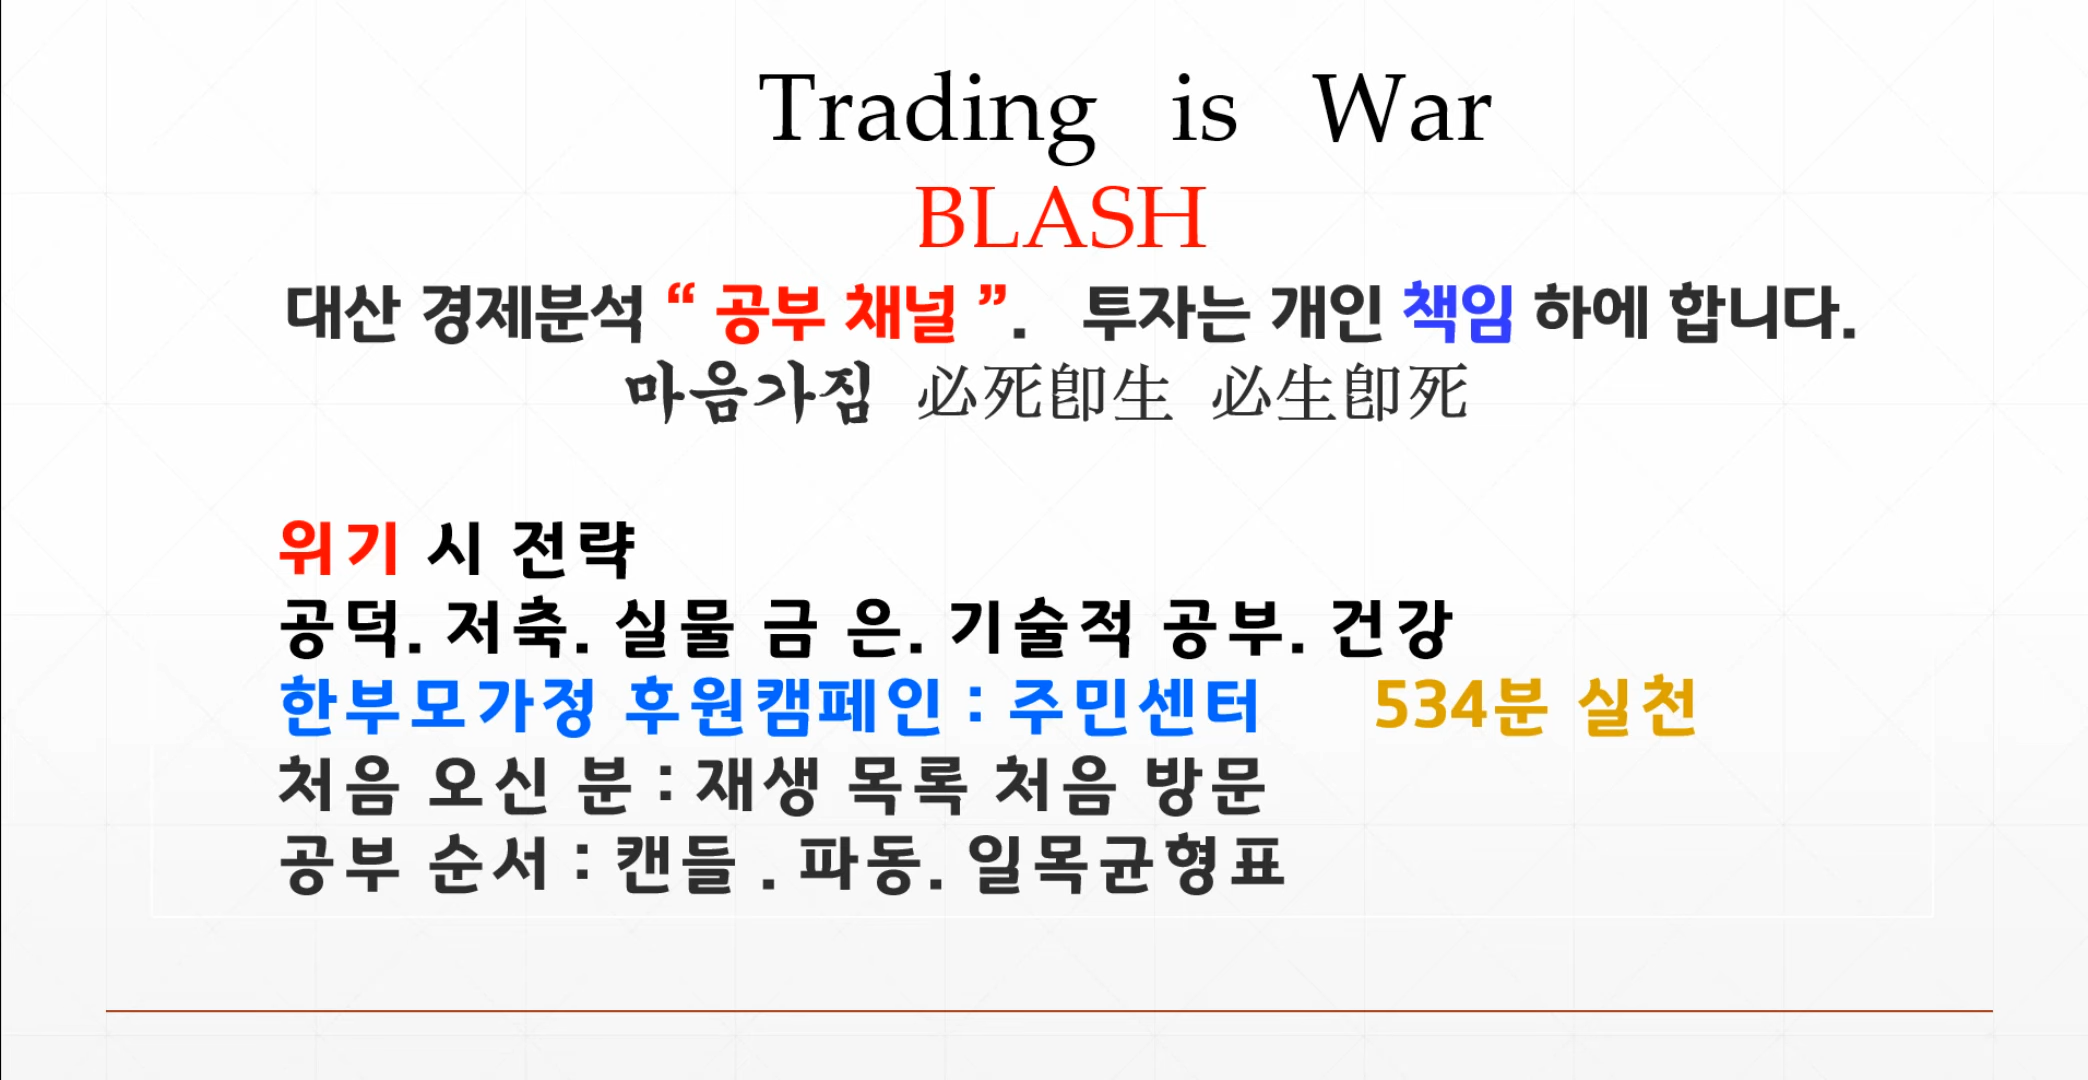 Trading is War
BLASH
대산 경제분석 “ 공부 채널 ”. 투자는 개인 책임 하에 합니다.
마음가짐 必死卽生 必生卽死
위기 시 전략
공덕. 저축. 실물 금 은. 기술적 공부. 건강
한부모가정 후원캠페인 : 주민센터 534분 실천
처음 오신 분 : 재생 목록 처음 방문
공부 순서 : 캔들 . 파동. 일목균형표